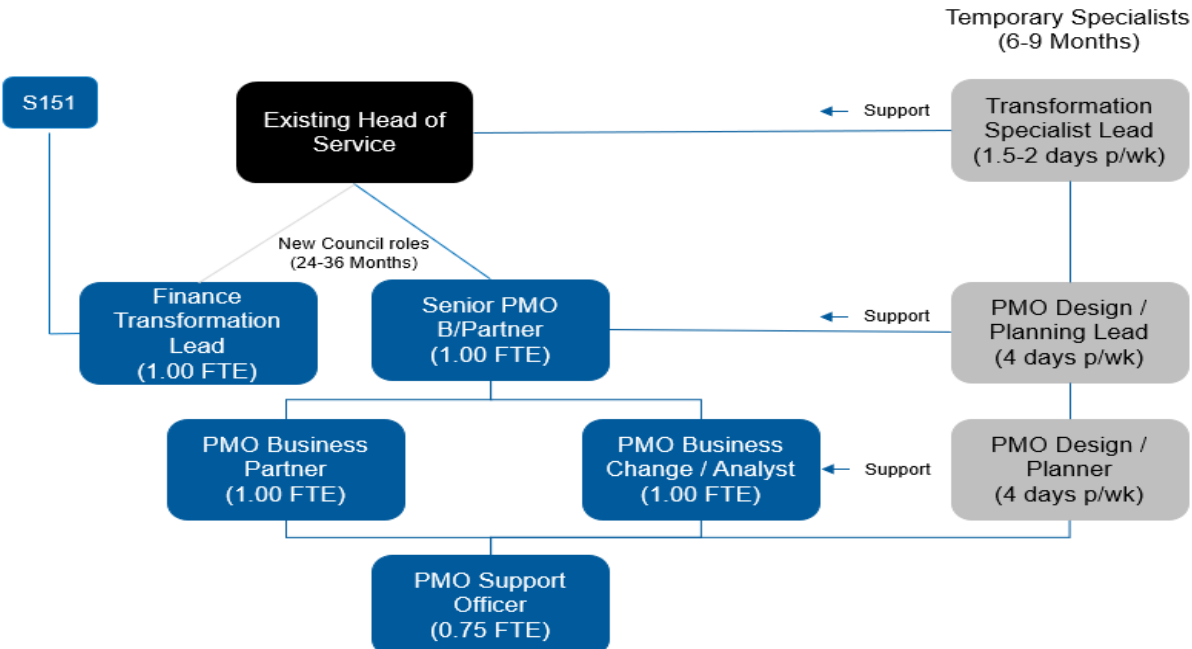 Temporary Specialists
(6-9 Months)
S151
Existing Head of
Service
Support
Transformation
Specialist Lead
(1.5-2 days p/wk)
New Council roles
(24-36 Months)
Finance
Transformation
Lead
(1.00 FTE)
Senior PMO
B/Partner
(1.00 FTE)
Support
PMO Design /
Planning Lead
(4 days p/wk)
PMO Business
Partner
(1.00 FTE)
PMO Business
Change / Analyst
(1.00 FTE)
Support
PMO Design /
Planner
(4 days p/wk)
PMO Support
Officer
(0.75 FTE)